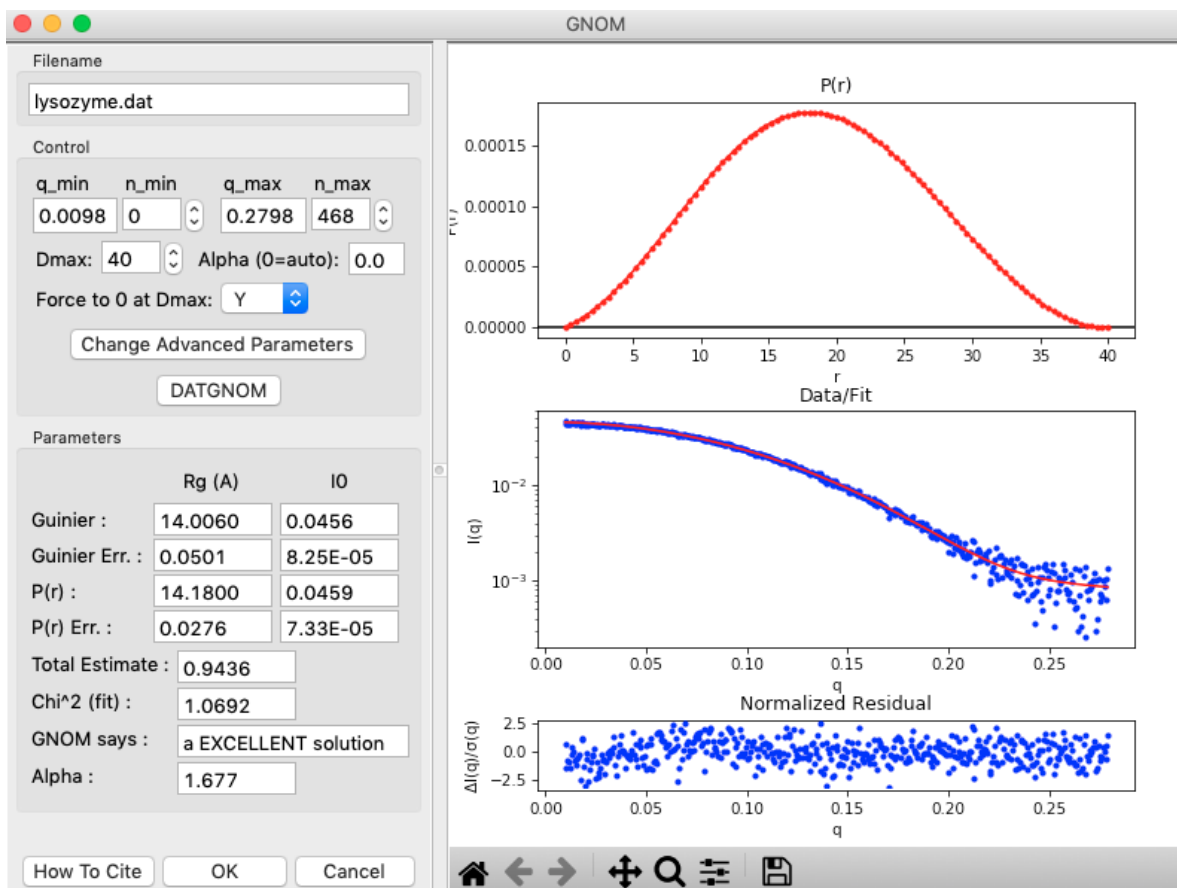 GNOM
Filename
lysozyme.dat
Control
q_min n_min q_max n_max
0.0098 0 0.2798 468
Dmax: 40 Alpha (0=auto): 0.0
Force to 0 at Dmax: Y
Change Advanced Parameters
DATGNOM
Parameters
Rg (A) I0
Guinier : 14.0060 0.0456
Guinier Err. : 0.0501 8.25E-05
P(r) : 14.1800 0.0459
P(r) Err. : 0.0276 7.33E-05
Total Estimate : 0.9436
Chi^2 (fit) : 1.0692
GNOM says : a EXCELLENT solution
Alpha : 1.677
How To Cite OK Cancel
P(r)
P(r)
0.00015
0.00010
0.00005
0.00000
0 5 10 15 20 25 30 35 40
r
Data/Fit
I(q)
10⁻²
10⁻³
0.00 0.05 0.10 0.15 0.20 0.25
q
Normalized Residual
ΔI(q)/σ(q)
2.5
0.0
−2.5
0.00 0.05 0.10 0.15 0.20 0.25
q